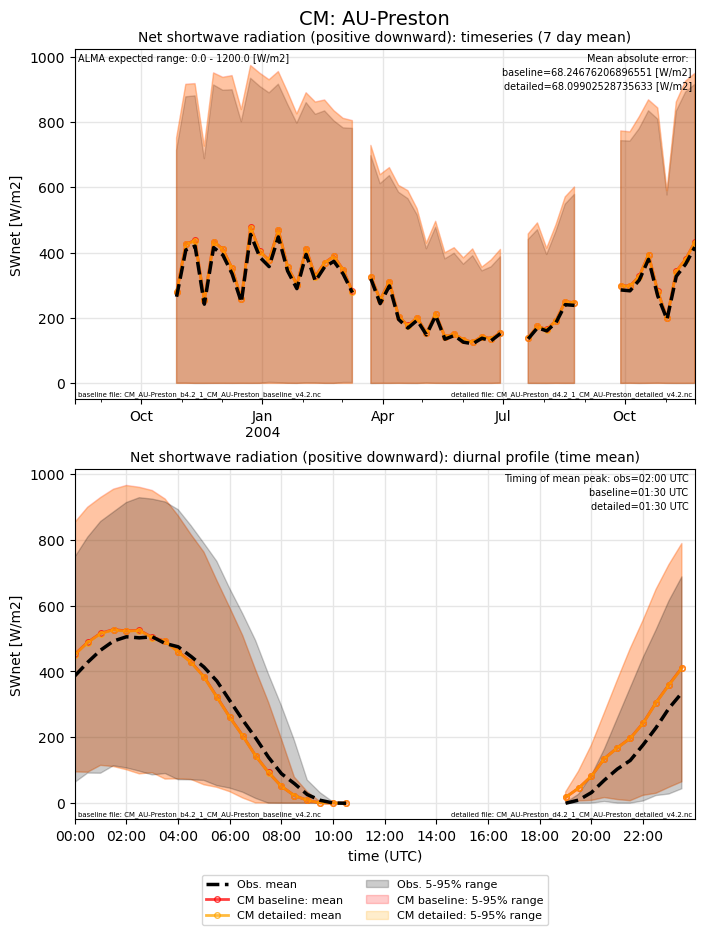 CM: AU-Preston
Net shortwave radiation (positive downward): timeseries (7 day mean)
ALMA expected range: 0.0 - 1200.0 [W/m2]
Mean absolute error:
baseline=68.24676206896551 [W/m2]
detailed=68.09902528735633 [W/m2]
1000
800
600
400
200
0
SWnet [W/m2]
baseline file: CM_AU-Preston_b4.2_1_CM_AU-Preston_baseline_v4.2.nc
detailed file: CM_AU-Preston_d4.2_1_CM_AU-Preston_detailed_v4.2.nc
Oct Jan Apr Jul Oct
2004
Net shortwave radiation (positive downward): diurnal profile (time mean)
Timing of mean peak: obs=02:00 UTC
baseline=01:30 UTC
detailed=01:30 UTC
1000
800
600
400
200
0
SWnet [W/m2]
baseline file: CM_AU-Preston_b4.2_1_CM_AU-Preston_baseline_v4.2.nc
detailed file: CM_AU-Preston_d4.2_1_CM_AU-Preston_detailed_v4.2.nc
00:00 02:00 04:00 06:00 08:00 10:00 12:00 14:00 16:00 18:00 20:00 22:00
time (UTC)
Obs. mean
CM baseline: mean
CM detailed: mean
Obs. 5-95% range
CM baseline: 5-95% range
CM detailed: 5-95% range